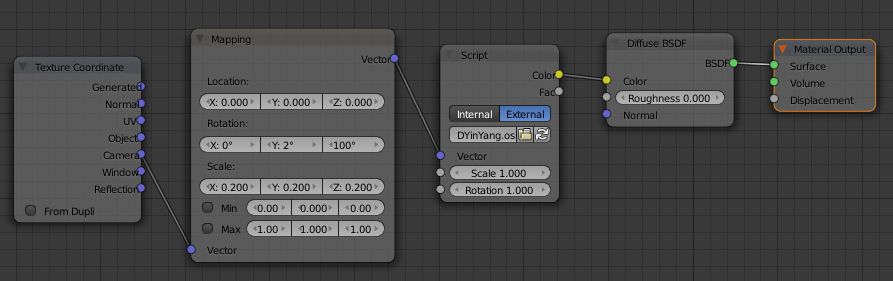 Texture Coordinate
Generated
Normal
UV
Object
Camera
Window
Reflection
From Dupli
Mapping
Vector
Location:
X: 0.000 Y: 0.000 Z: 0.000
Rotation:
X: 0° Y: 2° 100°
Scale:
X: 0.200 Y: 0.200 Z: 0.200
Min 0.00 0.000 0.00
Max 1.00 1.000 1.00
Vector
Script
Color
Fac
Internal External
DYinYang.os
Vector
Scale 1.000
Rotation 1.000
Diffuse BSDF
BSDF
Color
Roughness 0.000
Normal
Material Output
Surface
Volume
Displacement